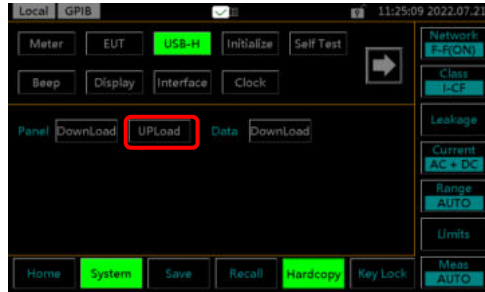 Local GPIB 11:25:09 2022.07.21
Meter EUT USB-H Initialize Self Test
Beep Display Interface Clock
Panel DownLoad UPLoad Data DownLoad
Network
F-F(ON)
Class
I-CF
Leakage
Current
AC + DC
Range
AUTO
Limits
Meas
AUTO
Home System Save Recall Hardcopy Key Lock